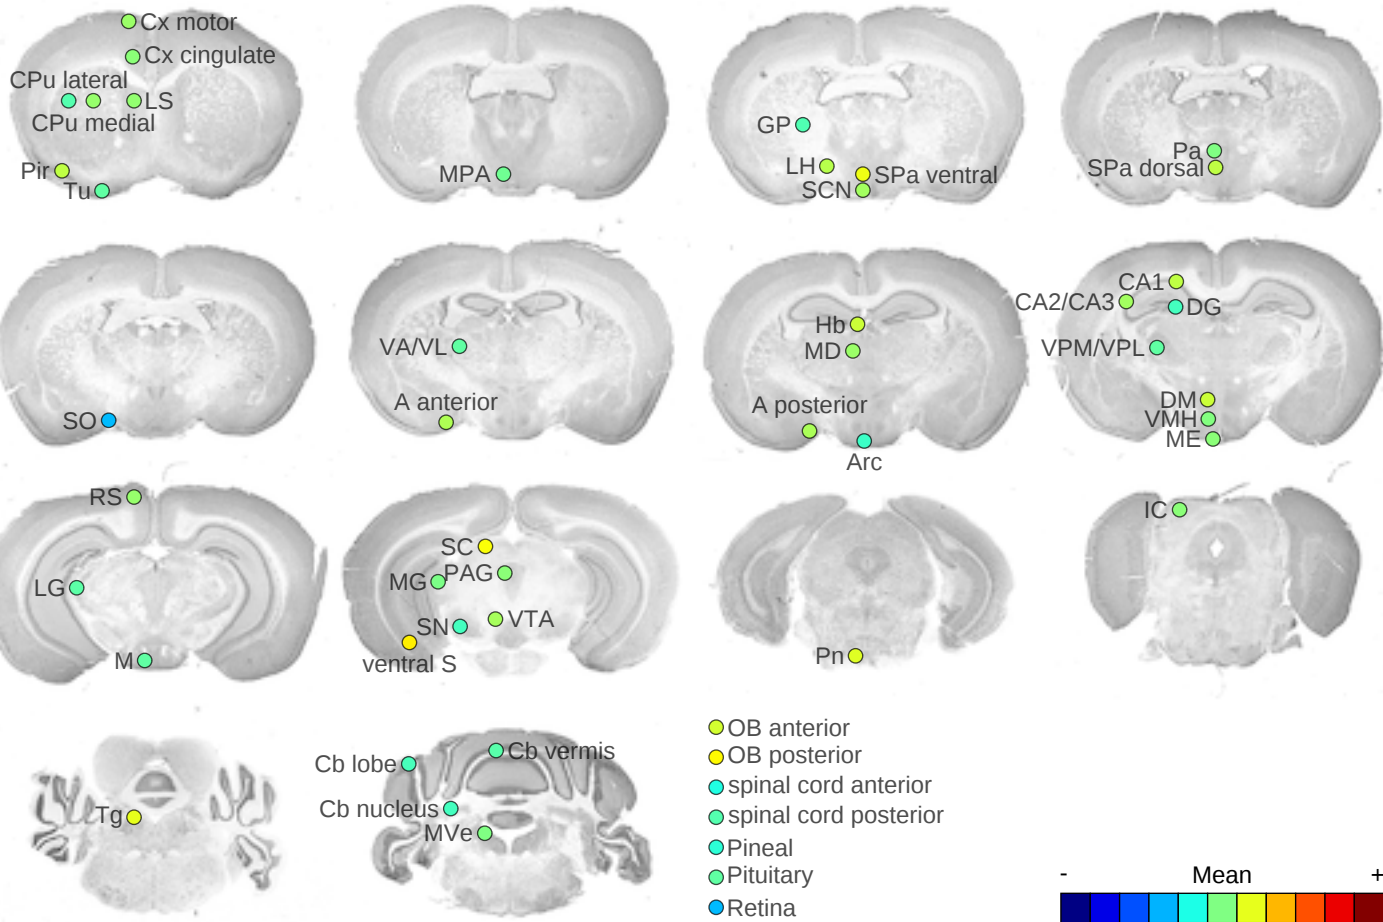 Cx motor
Cx cingulate
CPu lateral
LS
CPu medial
Pir
Tu
MPA
GP
LH
SPa ventral
SCN
Pa
SPa dorsal
SO
VA/VL
A anterior
Hb
MD
A posterior
Arc
CA1
CA2/CA3
DG
VPM/VPL
DM
VMH
ME
RS
LG
M
SC
MG
PAG
SN
VTA
ventral S
Pn
IC
Tg
Cb lobe
Cb vermis
Cb nucleus
MVe
OB anterior
OB posterior
spinal cord anterior
spinal cord posterior
Pineal
Pituitary
Retina
- Mean +